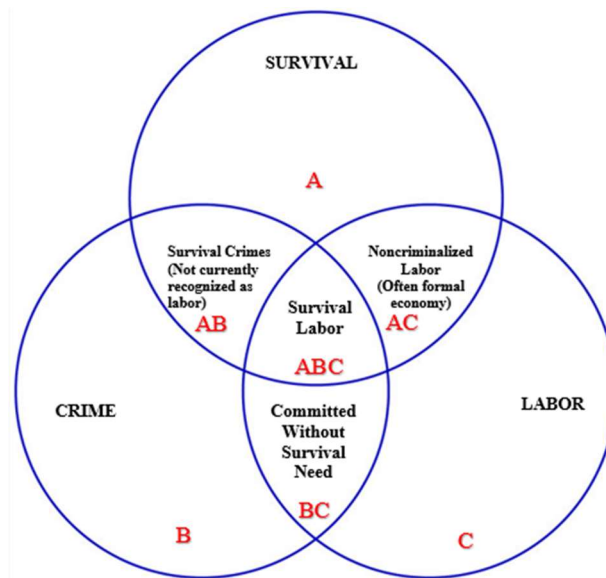 SURVIVAL
A
Survival Crimes
(Not currently
recognized as
labor)
AB
Noncriminalized
Labor
(Often formal
economy)
AC
Survival
Labor
ABC
CRIME
LABOR
Committed
Without
Survival
Need
BC
B
C